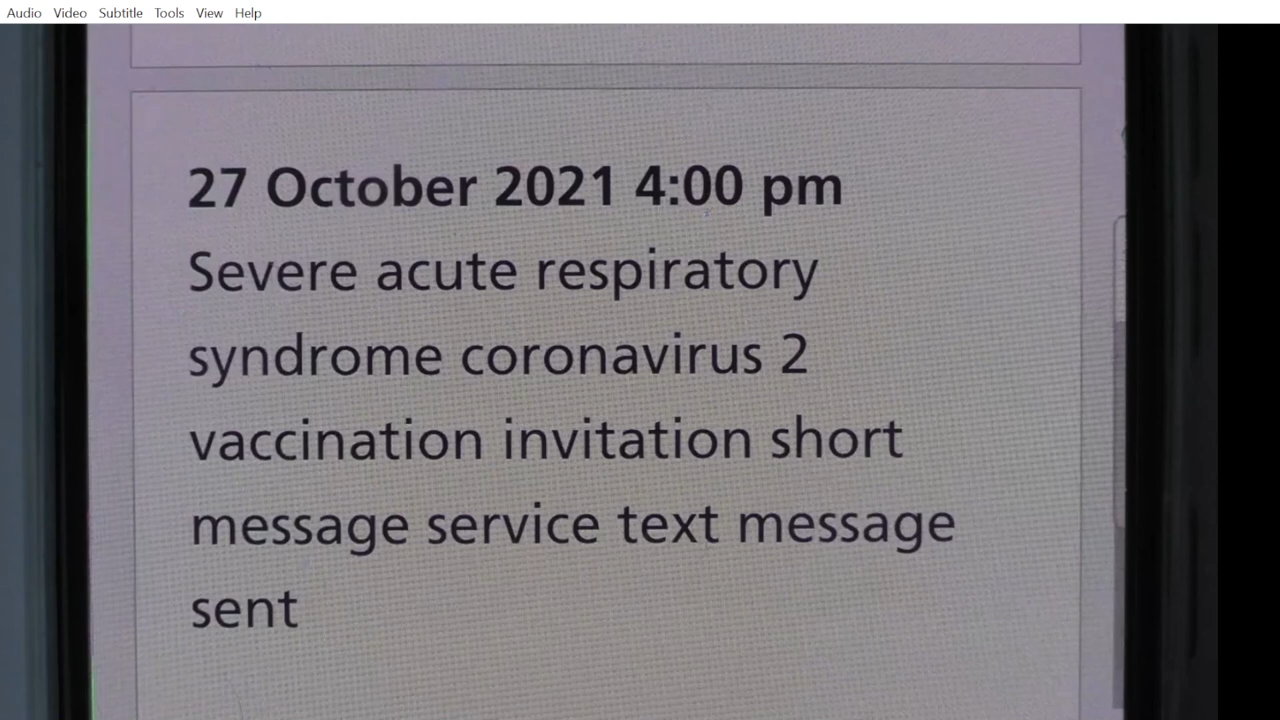 Audio Video Subtitle Tools View Help
27 October 2021 4:00 pm
Severe acute respiratory
syndrome coronavirus 2
vaccination invitation short
message service text message
sent